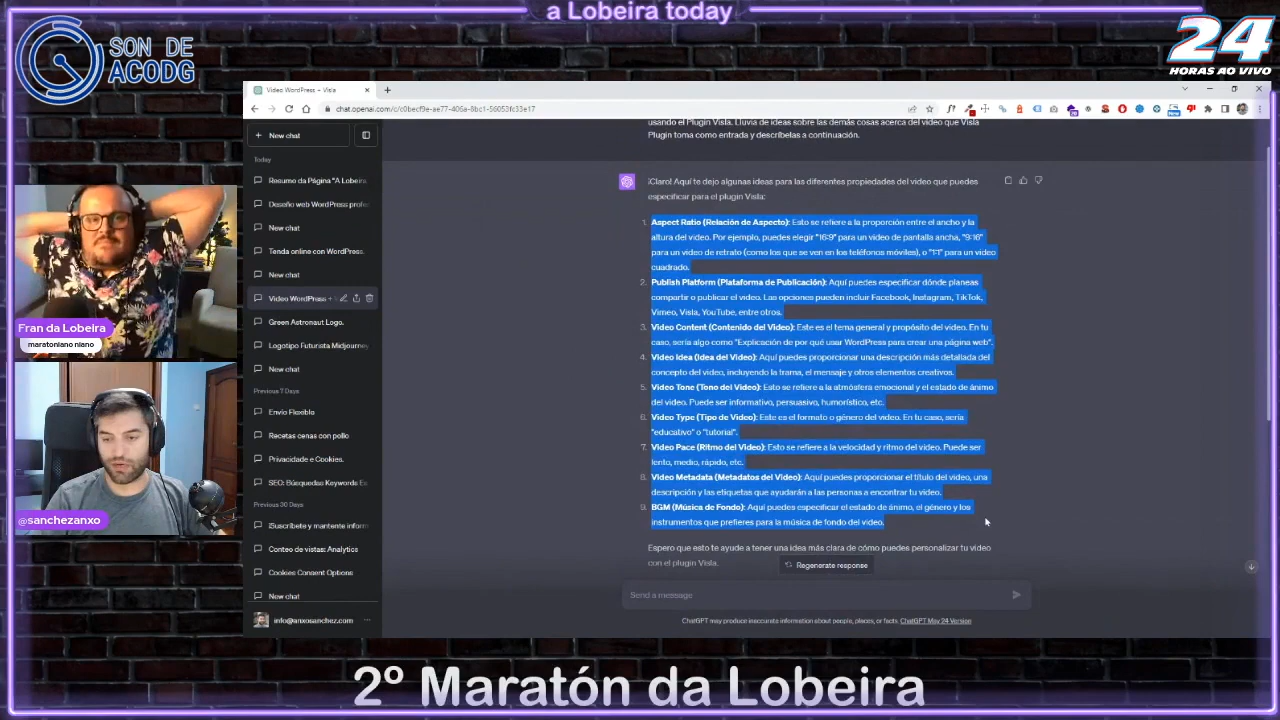 a Lobeira today
SON DE
ACODG
24
HORAS AO VIVO
Video WordPress + Visla
chat.openai.com/c/c0becf9e-ae77-406a-8bc1-56053fc33e17
New chat
Today
Resumo da Página "A Lobeira
Deseño web WordPress profes
New chat
Tenda online con WordPress.
New chat
Video WordPress +
Green Astronaut Logo.
Logotipo Futurista Midjourney
New chat
Previous 7 Days
Envío Flexible
Recetas cenas con pollo
Privacidade e Cookies.
SEO: Búsquedas Keywords Ex
Previous 30 Days
¡Suscríbete y mantente inform
Conteo de vistas: Analytics
Cookies Consent Options
New chat
info@anxosanchez.com
usando el Plugin Visla. Lluvia de ideas sobre las demás cosas acerca del video que Visla
Plugin toma como entrada y descríbelas a continuación.
¡Claro! Aquí te dejo algunas ideas para las diferentes propiedades del video que puedes
especificar para el plugin Visla:
1. Aspect Ratio (Relación de Aspecto): Esto se refiere a la proporción entre el ancho y la
altura del video. Por ejemplo, puedes elegir "16:9" para un video de pantalla ancha, "9:16"
para un video de retrato (como los que se ven en los teléfonos móviles), o "1:1" para un video
cuadrado.
2. Publish Platform (Plataforma de Publicación): Aquí puedes especificar dónde planeas
compartir o publicar el video. Las opciones pueden incluir Facebook, Instagram, TikTok,
Vimeo, Visla, YouTube, entre otros.
3. Video Content (Contenido del Video): Este es el tema general y propósito del video. En tu
caso, sería algo como "Explicación de por qué usar WordPress para crear una página web".
4. Video Idea (Idea del Video): Aquí puedes proporcionar una descripción más detallada del
concepto del video, incluyendo la trama, el mensaje y otros elementos creativos.
5. Video Tone (Tono del Video): Esto se refiere a la atmósfera emocional y el estado de ánimo
del video. Puede ser informativo, persuasivo, humorístico, etc.
6. Video Type (Tipo de Video): Este es el formato o género del video. En tu caso, sería
"educativo" o "tutorial".
7. Video Pace (Ritmo del Video): Esto se refiere a la velocidad y ritmo del video. Puede ser
lento, medio, rápido, etc.
8. Video Metadata (Metadatos del Video): Aquí puedes proporcionar el título del video, una
descripción y las etiquetas que ayudarán a las personas a encontrar tu video.
9. BGM (Música de Fondo): Aquí puedes especificar el estado de ánimo, el género y los
instrumentos que prefieres para la música de fondo del video.
Espero que esto te ayude a tener una idea más clara de cómo puedes personalizar tu video
con el plugin Visla.
Regenerate response
Send a message
ChatGPT may produce inaccurate information about people, places, or facts. ChatGPT May 24 Version
Fran da Lobeira
maratoniano niano
@sanchezanxo
2º Maratón da Lobeira